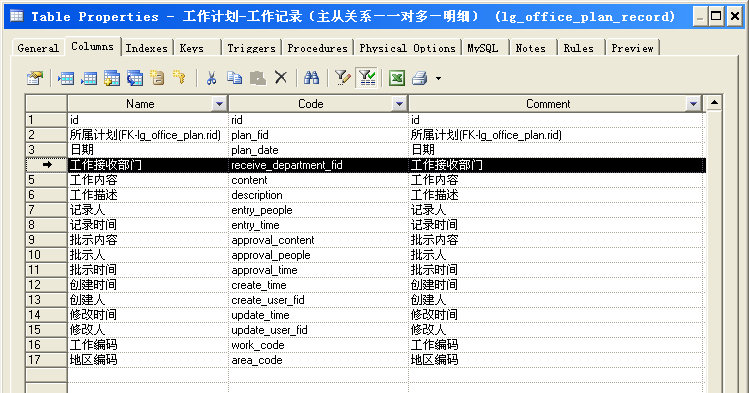 Table Properties - 工作计划-工作记录（主从关系－一对多－明细） (lg_office_plan_record)
General Columns Indexes Keys Triggers Procedures Physical Options MySQL Notes Rules Preview
Name Code Comment
1 id rid id
2 所属计划(FK-lg_office_plan.rid) plan_fid 所属计划(FK-lg_office_plan.rid)
3 日期 plan_date 日期
工作接收部门 receive_department_fid 工作接收部门
5 工作内容 content 工作内容
6 工作描述 description 工作描述
7 记录人 entry_people 记录人
8 记录时间 entry_time 记录时间
9 批示内容 approval_content 批示内容
10 批示人 approval_people 批示人
11 批示时间 approval_time 批示时间
12 创建时间 create_time 创建时间
13 创建人 create_user_fid 创建人
14 修改时间 update_time 修改时间
15 修改人 update_user_fid 修改人
16 工作编码 work_code 工作编码
17 地区编码 area_code 地区编码